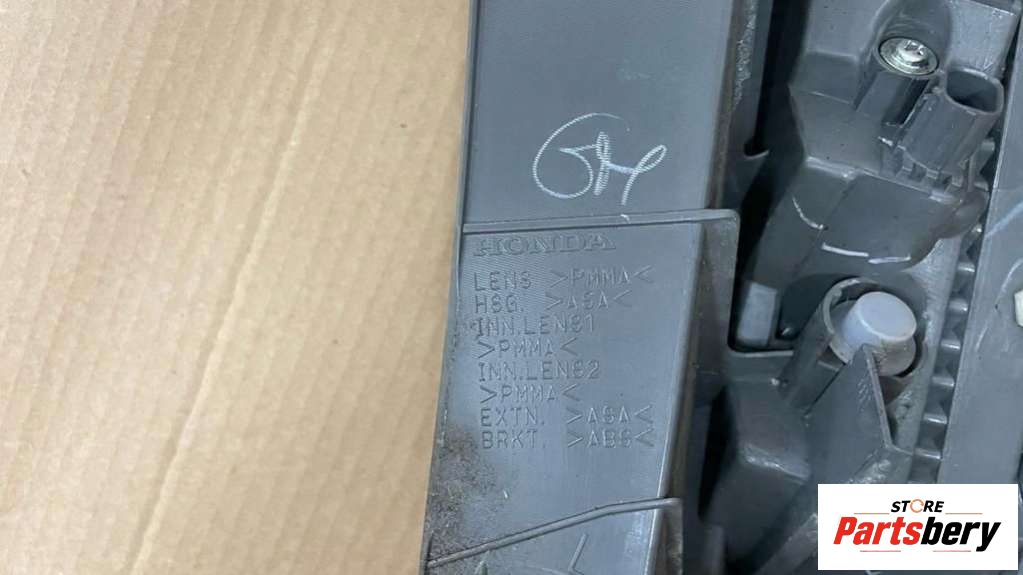 HONDA
LENS >PMMA<
HSG. >ASA<
INN.LENS1
>PMMA<
INN.LENS2
>PMMA<
EXTN. >ASA<
BRKT. >ABS<
STORE
Partsbery